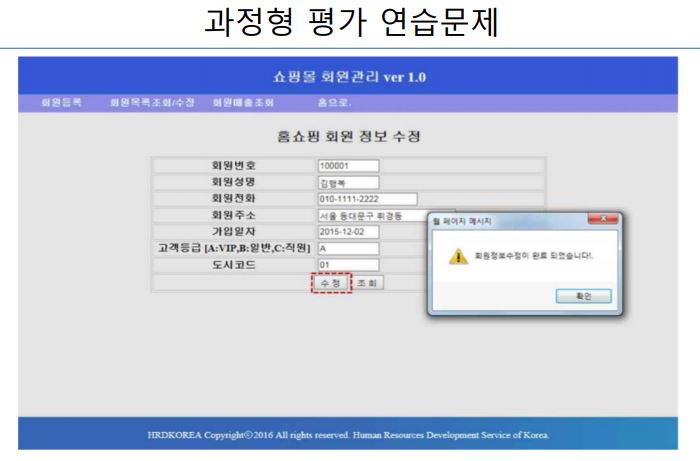 과정형 평가 연습문제
쇼핑몰 회원관리 ver 1.0
회원등록 회원목록조회/수정 회원매출조회 홈으로.
홈쇼핑 회원 정보 수정
회원번호 100001
회원성명 김행복
회원전화 010-1111-2222
회원주소 서울 동대문구 휘경동
가입일자 2015-12-02
고객등급 [A:VIP,B:일반,C:직원] A
도시코드 01
수정 조회
웹 페이지 메시지
회원정보수정이 완료 되었습니다!.
확인
HRDKOREA Copyrightⓒ2016 All rights reserved. Human Resources Development Service of Korea.